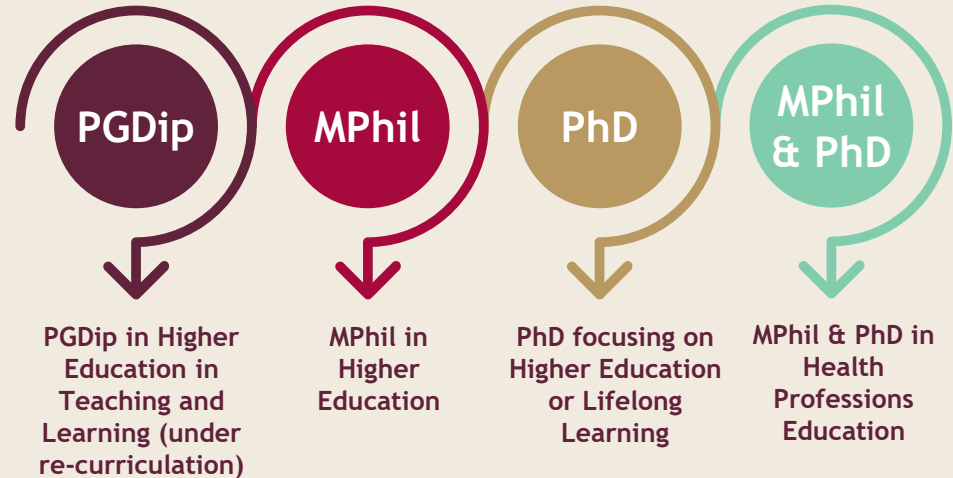 PGDip
MPhil
PhD
MPhil
& PhD
PGDip in Higher
Education in
Teaching and
Learning (under
re-curriculation)
MPhil in
Higher
Education
PhD focusing on
Higher Education
or Lifelong
Learning
MPhil & PhD in
Health
Professions
Education